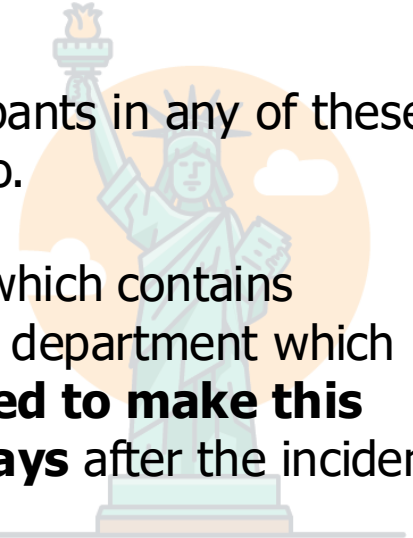 pants in any of these
o.
which contains
department which
ed to make this
ays after the inciden